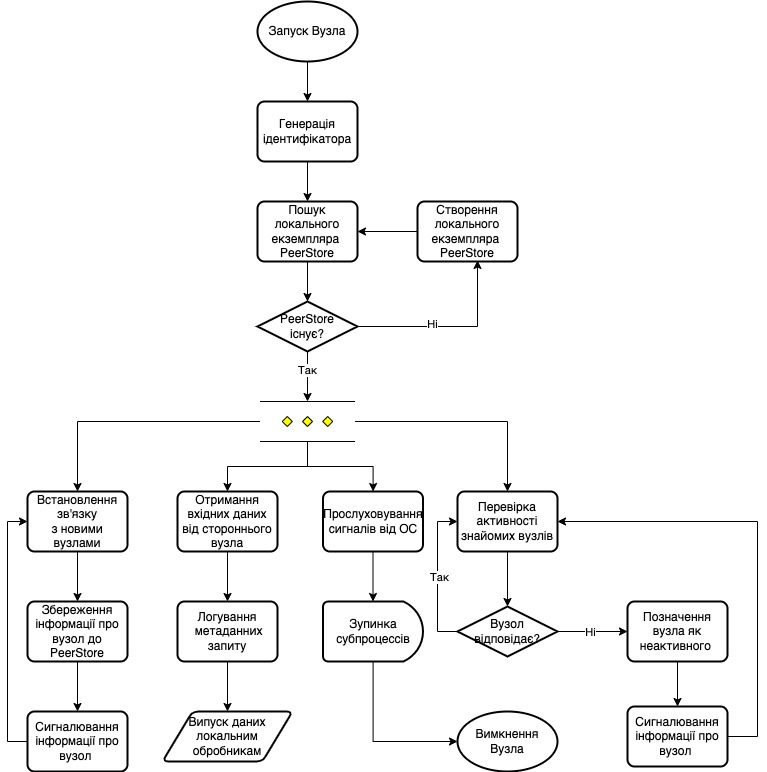 Запуск Вузла
Генерація
ідентифікатора
Пошук
локального
екземпляра
PeerStore
Створення
локального
екземпляра
PeerStore
PeerStore
існує?
Ні
Так
Встановлення
зв'язку
з новими
вузлами
Отримання
вхідних даних
від стороннього
вузла
Прослуховування
сигналів від ОС
Перевірка
активності
знайомих вузлів
Так
Збереження
інформації про
вузол до
PeerStore
Логування
метаданних
запиту
Зупинка
субпроцессів
Вузол
відповідає?
Ні
Позначення
вузла як
неактивного
Сигналювання
інформації про
вузол
Випуск даних
локальним
обробникам
Вимкнення
Вузла
Сигналювання
інформації про
вузол